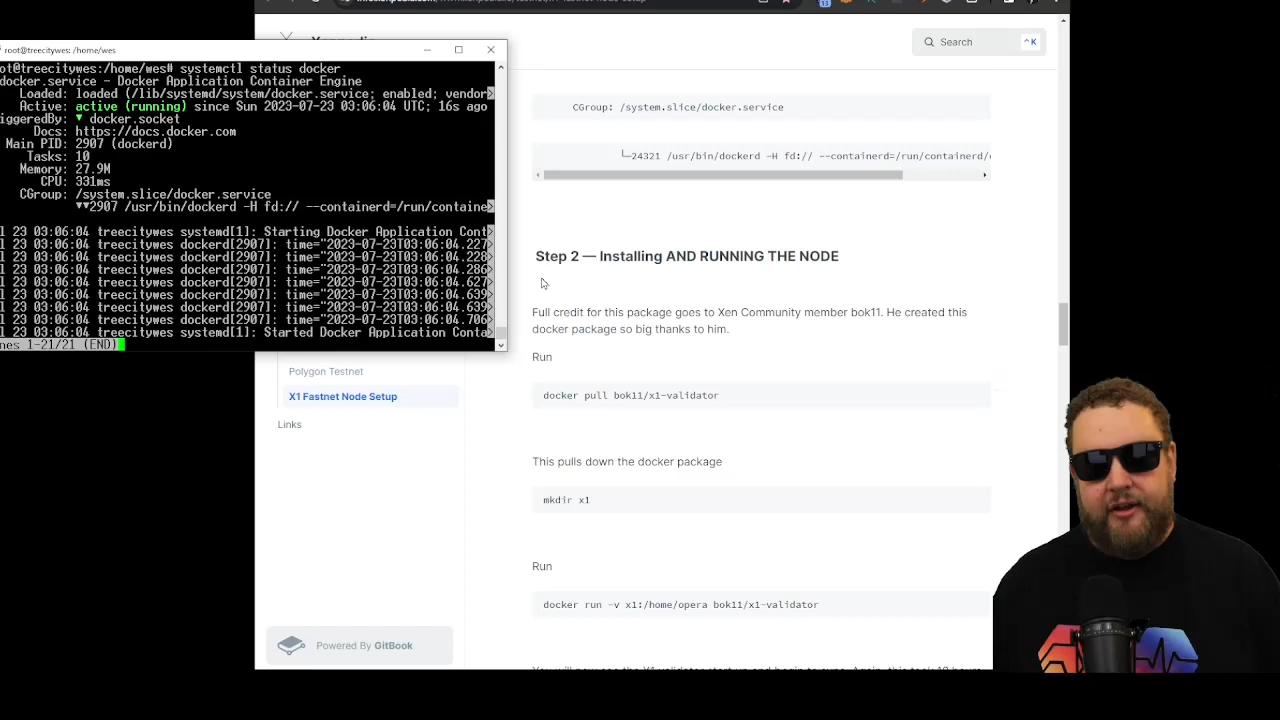 root@treecitywes: /home/wes
ot@treecitywes:/home/wes# systemctl status docker
docker.service - Docker Application Container Engine
Loaded: loaded (/lib/systemd/system/docker.service; enabled; vendor
Active: active (running) since Sun 2023-07-23 03:06:04 UTC; 16s ago
iggeredBy: ▼ docker.socket
Docs: https://docs.docker.com
Main PID: 2907 (dockerd)
Tasks: 10
Memory: 27.9M
CPU: 331ms
CGroup: /system.slice/docker.service
▼▼2907 /usr/bin/dockerd -H fd:// --containerd=/run/containe
l 23 03:06:04 treecitywes systemd[1]: Starting Docker Application Cont
l 23 03:06:04 treecitywes dockerd[2907]: time="2023-07-23T03:06:04.227
l 23 03:06:04 treecitywes dockerd[2907]: time="2023-07-23T03:06:04.228
l 23 03:06:04 treecitywes dockerd[2907]: time="2023-07-23T03:06:04.286
l 23 03:06:04 treecitywes dockerd[2907]: time="2023-07-23T03:06:04.627
l 23 03:06:04 treecitywes dockerd[2907]: time="2023-07-23T03:06:04.639
l 23 03:06:04 treecitywes dockerd[2907]: time="2023-07-23T03:06:04.639
l 23 03:06:04 treecitywes dockerd[2907]: time="2023-07-23T03:06:04.706
l 23 03:06:04 treecitywes systemd[1]: Started Docker Application Conta
nes 1-21/21 (END)
Polygon Testnet
X1 Fastnet Node Setup
Links
Powered By GitBook
Search
^K
CGroup: /system.slice/docker.service
└─24321 /usr/bin/dockerd -H fd:// --containerd=/run/containerd/
Step 2 — Installing AND RUNNING THE NODE
Full credit for this package goes to Xen Community member bok11. He created this
docker package so big thanks to him.
Run
docker pull bok11/x1-validator
This pulls down the docker package
mkdir x1
Run
docker run -v x1:/home/opera bok11/x1-validator